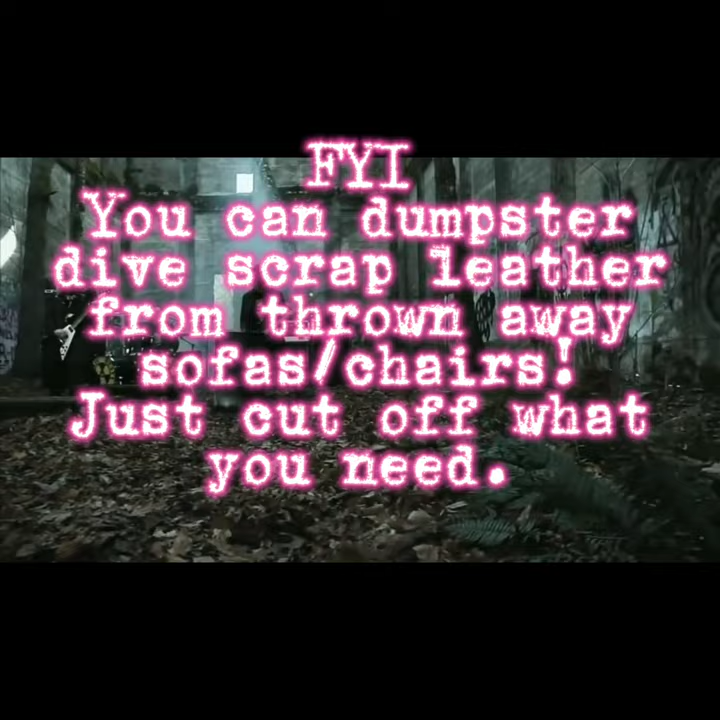 FYI
You can dumpster
dive scrap leather
from thrown away
sofas/chairs!
Just cut off what
you need.